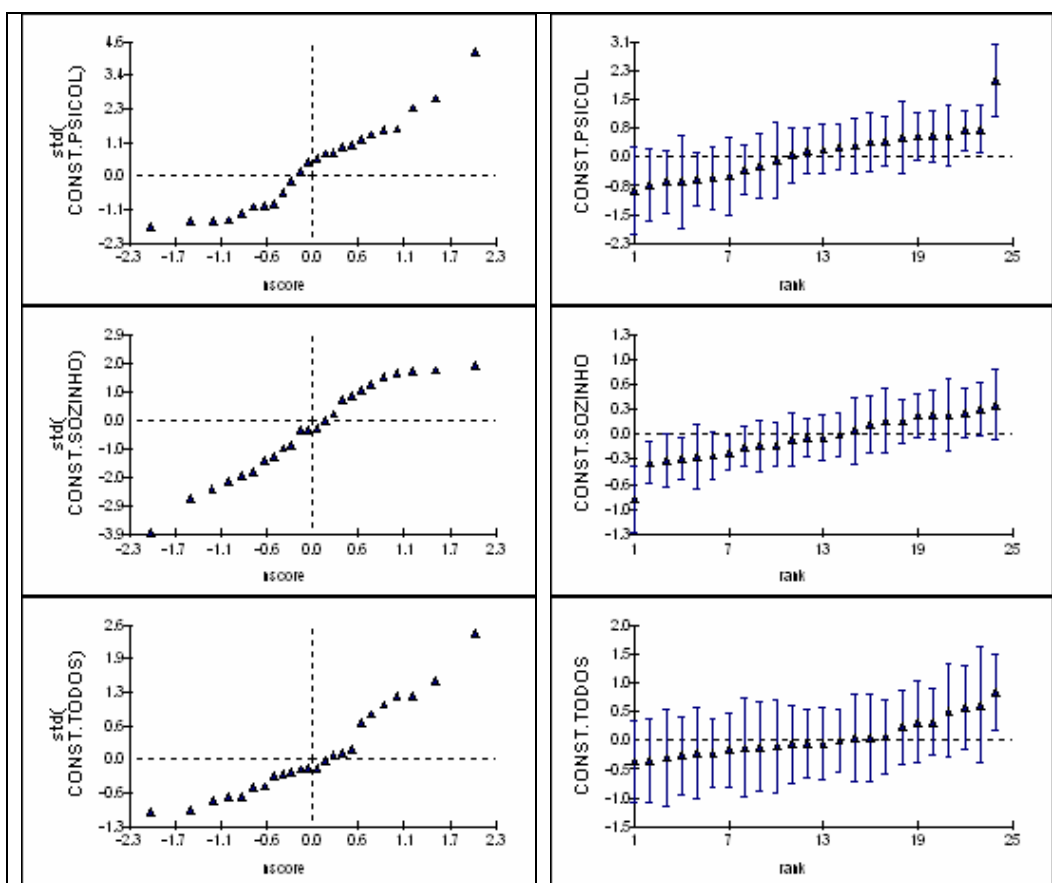 std(
CONST.PSICOL)
4.6
3.4
2.3
1.1
0.0
-1.1
-2.3
-2.3 -1.7 -1.1 -0.6 0.0 0.6 1.1 1.7 2.3
nscore
CONST.PSICOL
3.1
2.3
1.5
0.8
0.0
-0.8
-1.5
-2.3
1 7 13 19 25
rank
std(
CONST.SOZINHO)
2.9
2.0
1.0
0.0
-1.0
-2.0
-2.9
-3.9
-2.3 -1.7 -1.1 -0.6 0.0 0.6 1.1 1.7 2.3
nscore
CONST.SOZINHO
1.3
1.0
0.6
0.3
0.0
-0.3
-0.6
-1.0
-1.3
1 7 13 19 25
rank
std(
CONST.TODOS)
2.6
1.9
1.3
0.6
0.0
-0.6
-1.3
-2.3 -1.7 -1.1 -0.6 0.0 0.6 1.1 1.7 2.3
nscore
CONST.TODOS
2.0
1.5
1.0
0.5
0.0
-0.5
-1.0
-1.5
1 7 13 19 25
rank